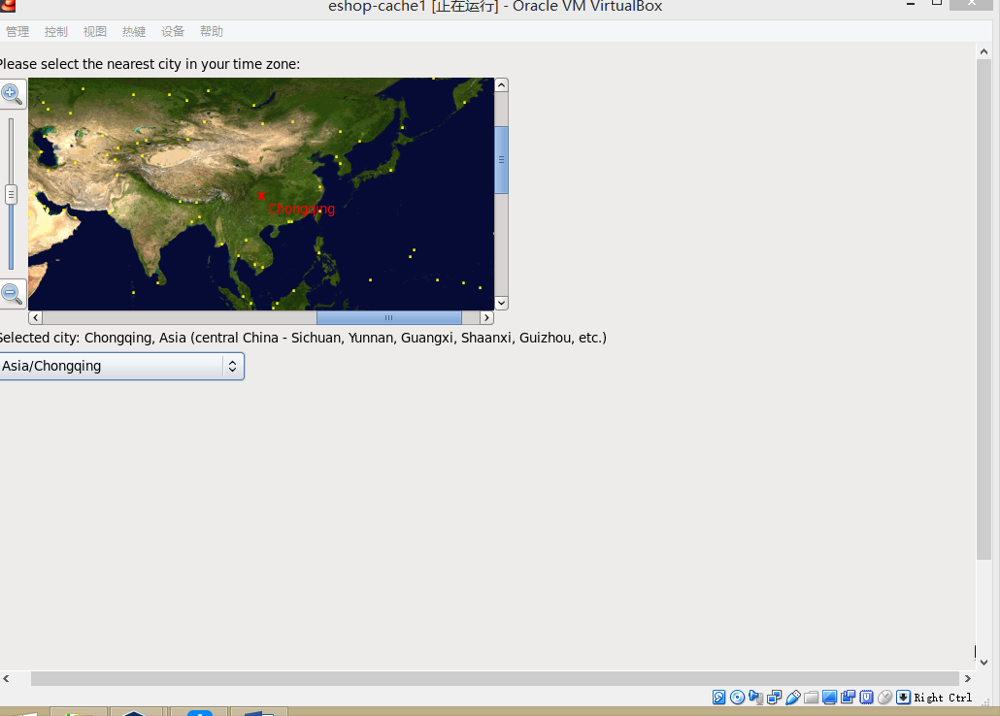 eshop-cache1 [正在运行] - Oracle VM VirtualBox
管理 控制 视图 热键 设备 帮助
Please select the nearest city in your time zone:
Chongqing
Selected city: Chongqing, Asia (central China - Sichuan, Yunnan, Guangxi, Shaanxi, Guizhou, etc.)
Asia/Chongqing
Right Ctrl